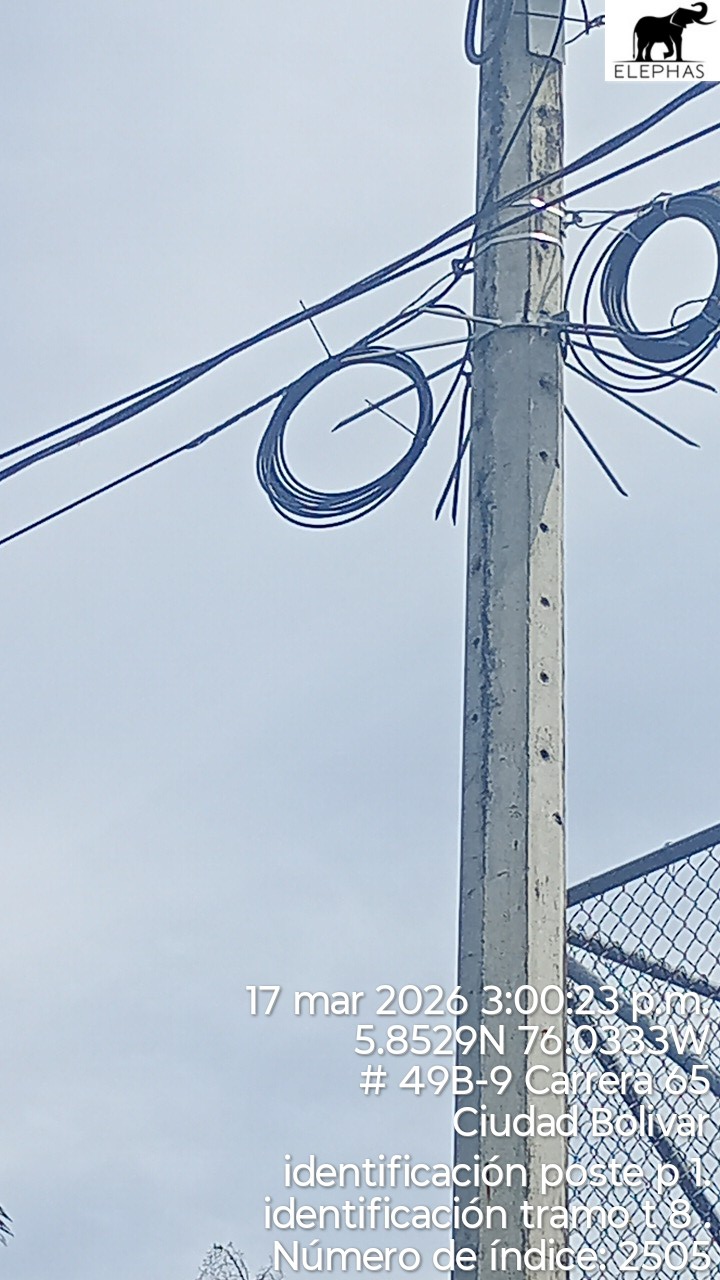 ELEPHAS
17 mar 2026 3:00:23 p.m.
5.8529N 76.0333W
# 49B-9 Carrera 65
Ciudad Bolívar
identificación poste p 1.
identificación tramo t 8 .
Número de índice: 2505